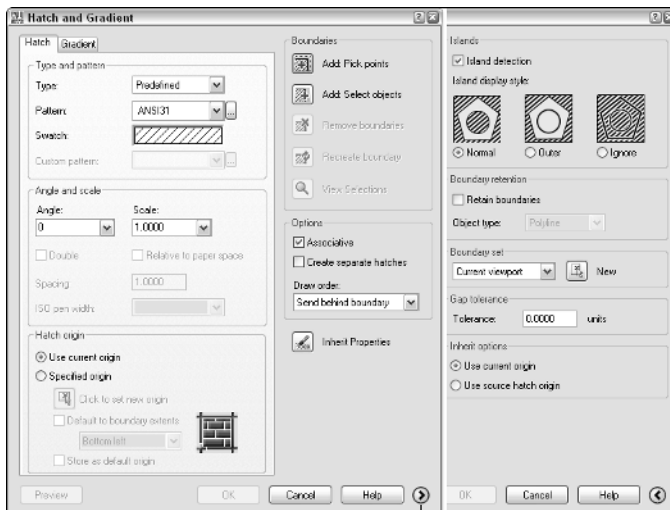 Hatch and Gradient
Hatch
Gradient
Type and pattern
Type:
Predefined
Pattern:
ANSI31
Swatch:
Custom pattern:
Angle and scale
Angle:
Scale:
0
1.0000
Double
Relative to paper space
Spacing:
1.0000
ISO pen width:
Hatch origin
Use current origin
Specified origin
Click to set new origin
Default to boundary extents
Bottom left
Store as default origin
Preview
Boundaries
Add: Pick points
Add: Select objects
Remove boundaries
Recreate boundary
View Selections
Options
Associative
Create separate hatches
Draw order:
Send behind boundary
Inherit Properties
OK
Cancel
Help
Islands
Island detection
Island display style:
Normal
Outer
Ignore
Boundary retention
Retain boundaries
Object type:
Polyline
Boundary set
Current viewport
New
Gap tolerance
Tolerance:
0.0000
units
Inherit options
Use current origin
Use source hatch origin
OK
Cancel
Help